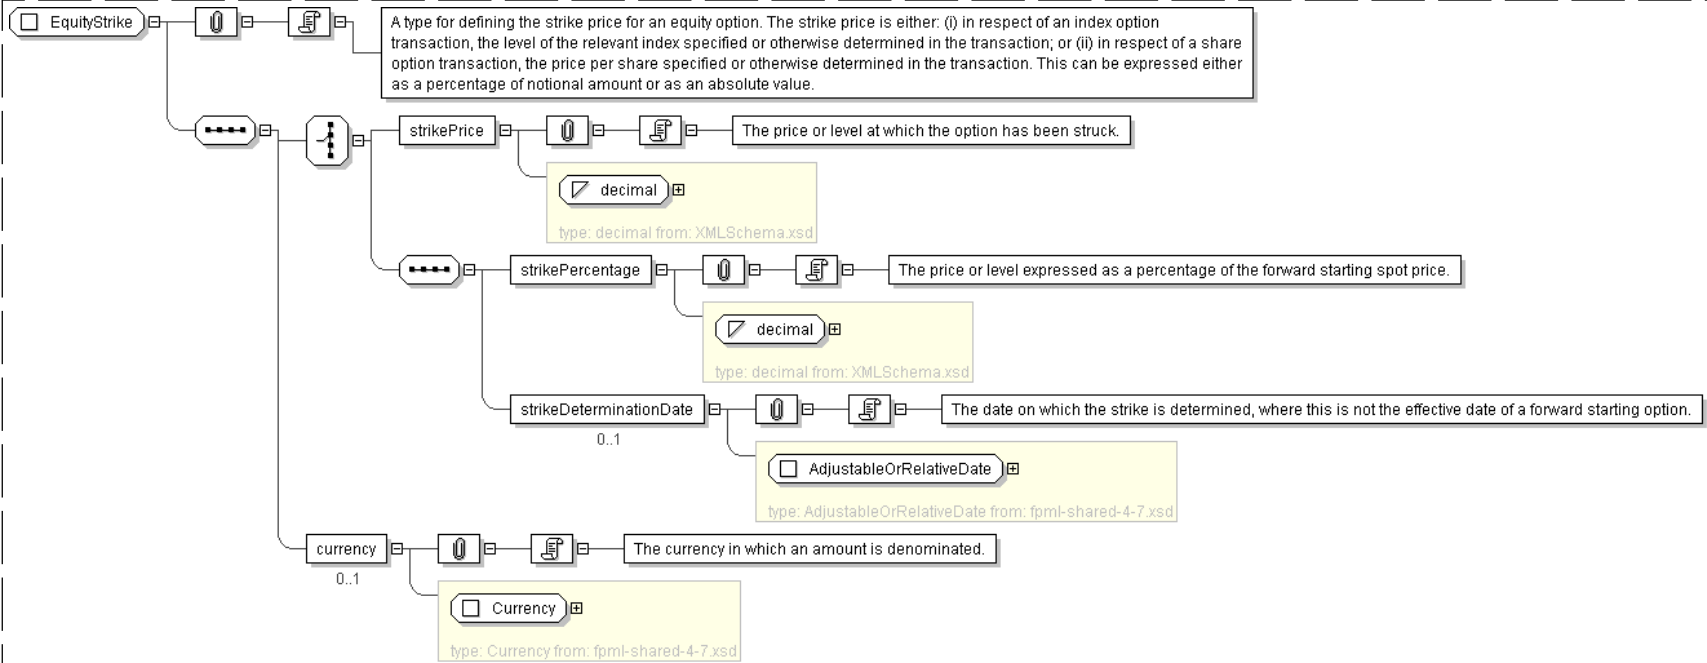 EquityStrike
A type for defining the strike price for an equity option. The strike price is either: (i) in respect of an index option
transaction, the level of the relevant index specified or otherwise determined in the transaction; or (ii) in respect of a share
option transaction, the price per share specified or otherwise determined in the transaction. This can be expressed either
as a percentage of notional amount or as an absolute value.
strikePrice
The price or level at which the option has been struck.
decimal
type: decimal from: XMLSchema.xsd
strikePercentage
The price or level expressed as a percentage of the forward starting spot price.
decimal
type: decimal from: XMLSchema.xsd
strikeDeterminationDate
The date on which the strike is determined, where this is not the effective date of a forward starting option.
0..1
AdjustableOrRelativeDate
type: AdjustableOrRelativeDate from: fpml-shared-4-7.xsd
currency
The currency in which an amount is denominated.
0..1
Currency
type: Currency from: fpml-shared-4-7.xsd